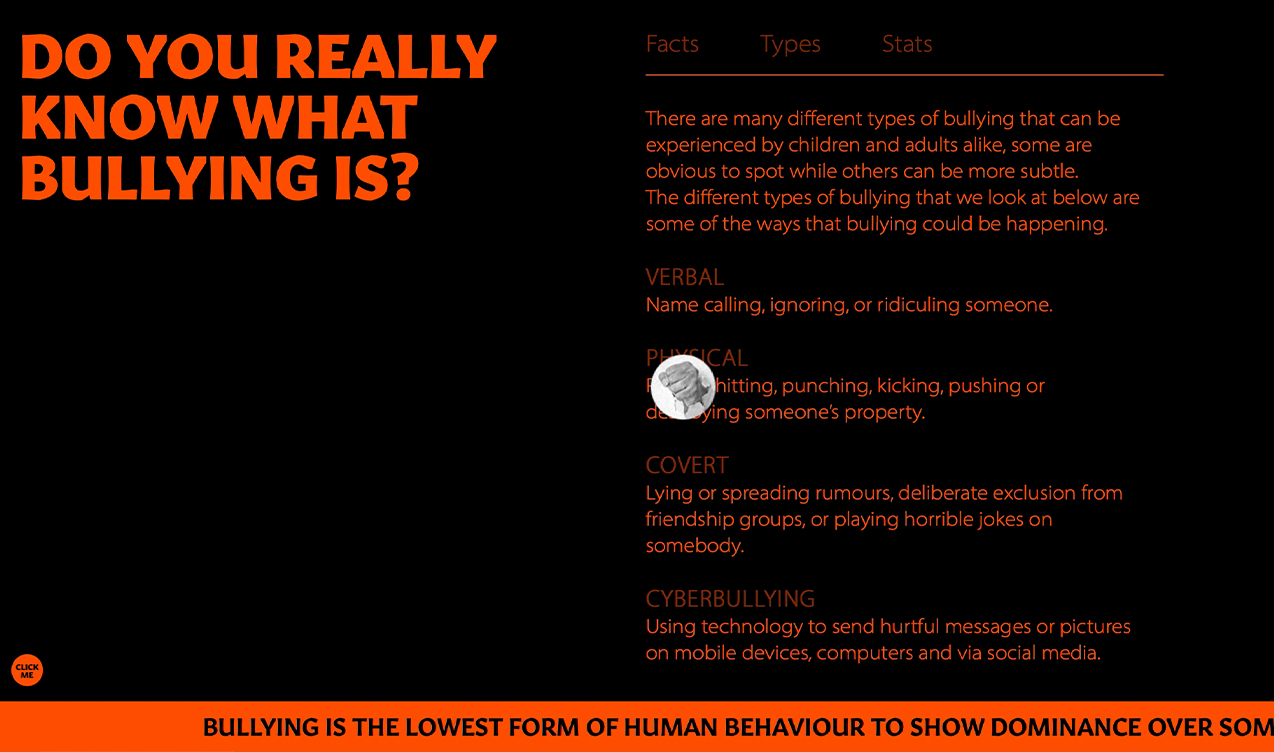 DO YOU REALLY
KNOW WHAT
BULLYING IS?
Facts Types Stats
There are many different types of bullying that can be
experienced by children and adults alike, some are
obvious to spot while others can be more subtle.
The different types of bullying that we look at below are
some of the ways that bullying could be happening.
VERBAL
Name calling, ignoring, or ridiculing someone.
PHYSICAL
hitting, punching, kicking, pushing or
someone's property.
COVERT
Lying or spreading rumours, deliberate exclusion from
friendship groups, or playing horrible jokes on
somebody.
CYBERBULLYING
Using technology to send hurtful messages or pictures
on mobile devices, computers and via social media.
CLICK
ME
BULLYING IS THE LOWEST FORM OF HUMAN BEHAVIOUR TO SHOW DOMINANCE OVER SOM